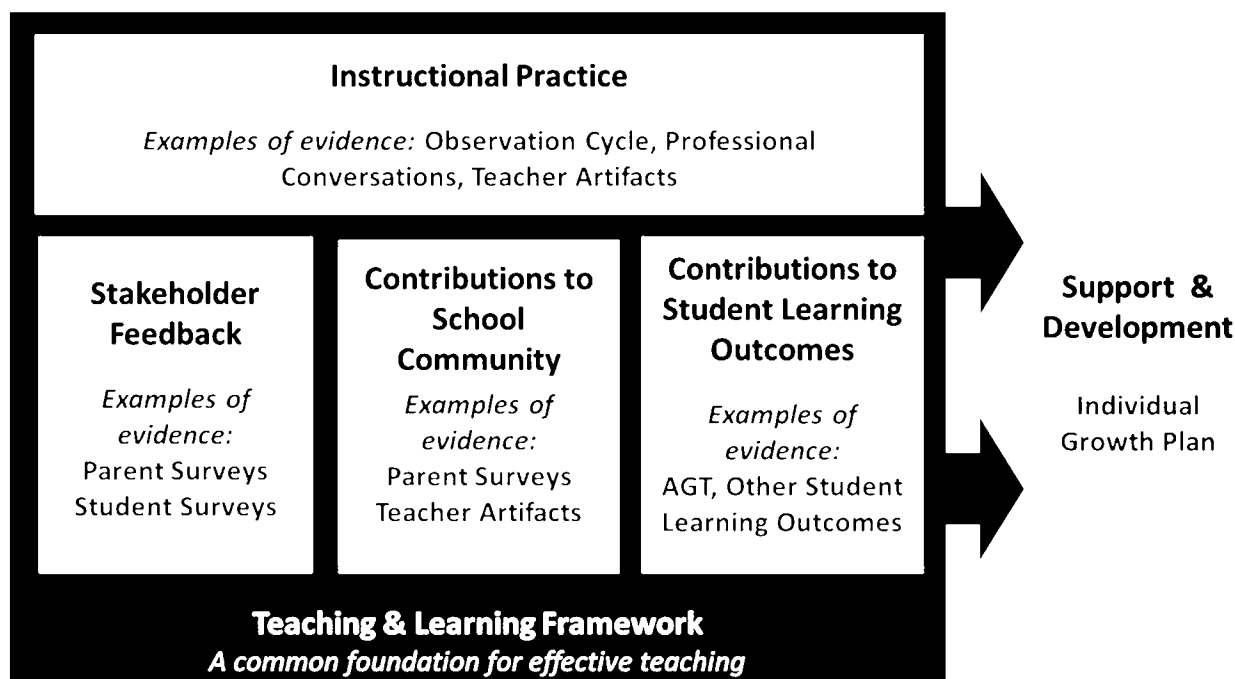 Instructional Practice
Examples of evidence: Observation Cycle, Professional
Conversations, Teacher Artifacts
Stakeholder
Feedback
Examples of
evidence:
Parent Surveys
Student Surveys
Contributions to
School
Community
Examples of
evidence:
Parent Surveys
Teacher Artifacts
Contributions to
Student Learning
Outcomes
Examples of
evidence:
AGT, Other Student
Learning Outcomes
Support &
Development
Individual
Growth Plan
Teaching & Learning Framework
A common foundation for effective teaching